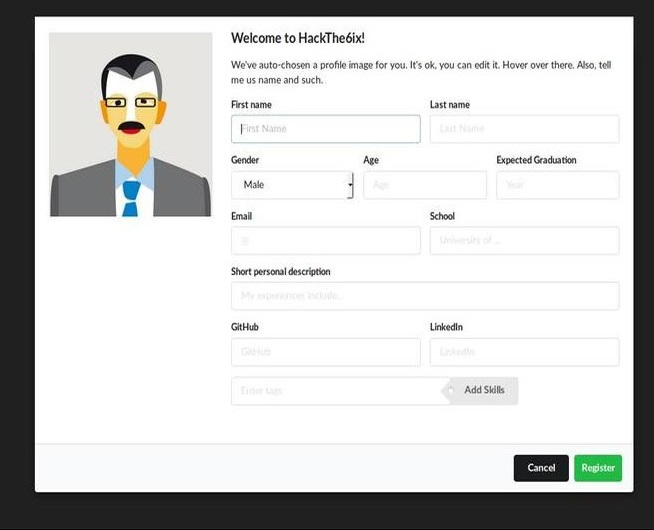 Welcome to HackThe6ix!
We've auto-chosen a profile image for you. It's ok, you can edit it. Hover over there. Also, tell
me us name and such.
First name
Last name
First Name
Last Name
Gender
Age
Expected Graduation
Male
Age
Year
Email
School
@
University of ...
Short personal description
My experiences include...
GitHub
LinkedIn
GitHub
LinkedIn
Enter tags
Add Skills
Cancel
Register